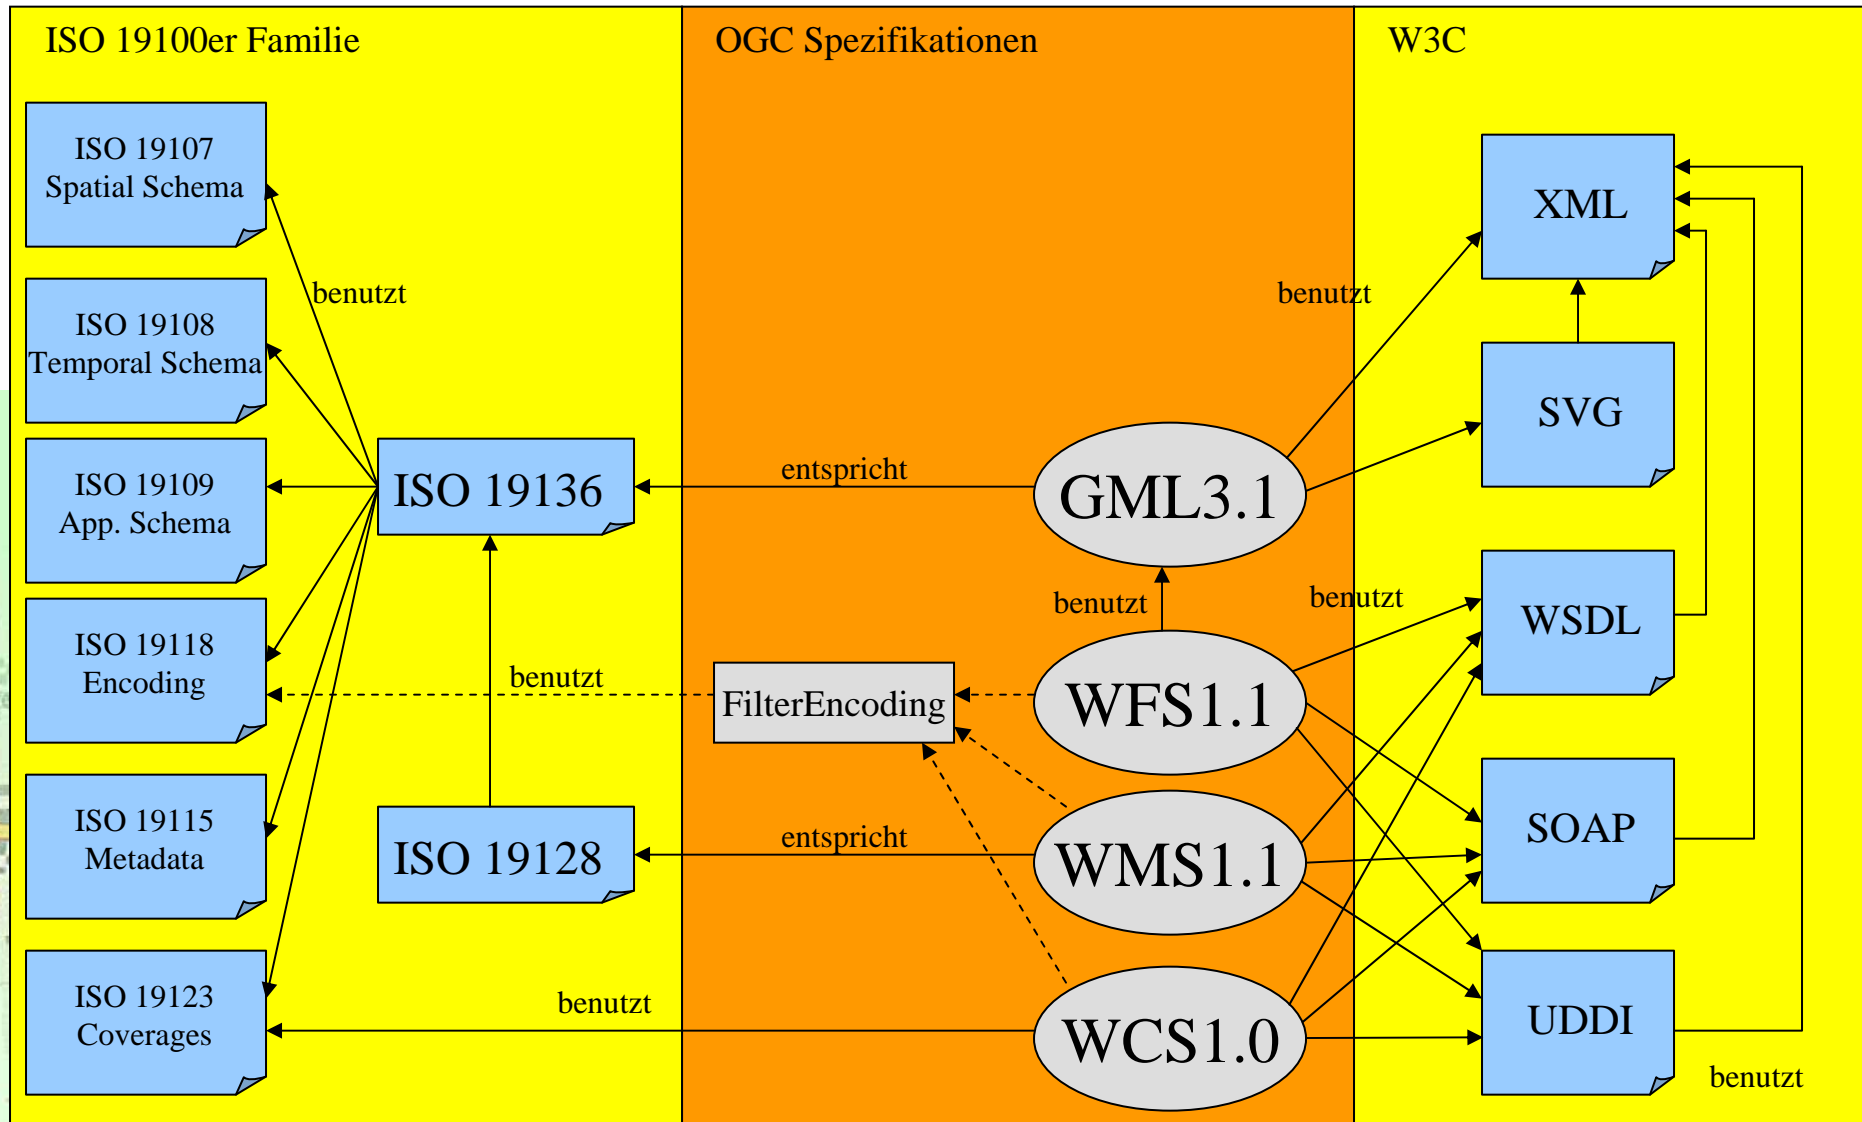 ISO 19100er Familie
OGC Spezifikationen
W3C
ISO 19107
Spatial Schema
benutzt
ISO 19108
Temporal Schema
ISO 19109
App. Schema
ISO 19118
Encoding
ISO 19115
Metadata
ISO 19123
Coverages
ISO 19136
ISO 19128
entspricht
benutzt
entspricht
benutzt
FilterEncoding
GML3.1
benutzt
WFS1.1
WMS1.1
WCS1.0
benutzt
benutzt
XML
SVG
WSDL
SOAP
UDDI
benutzt